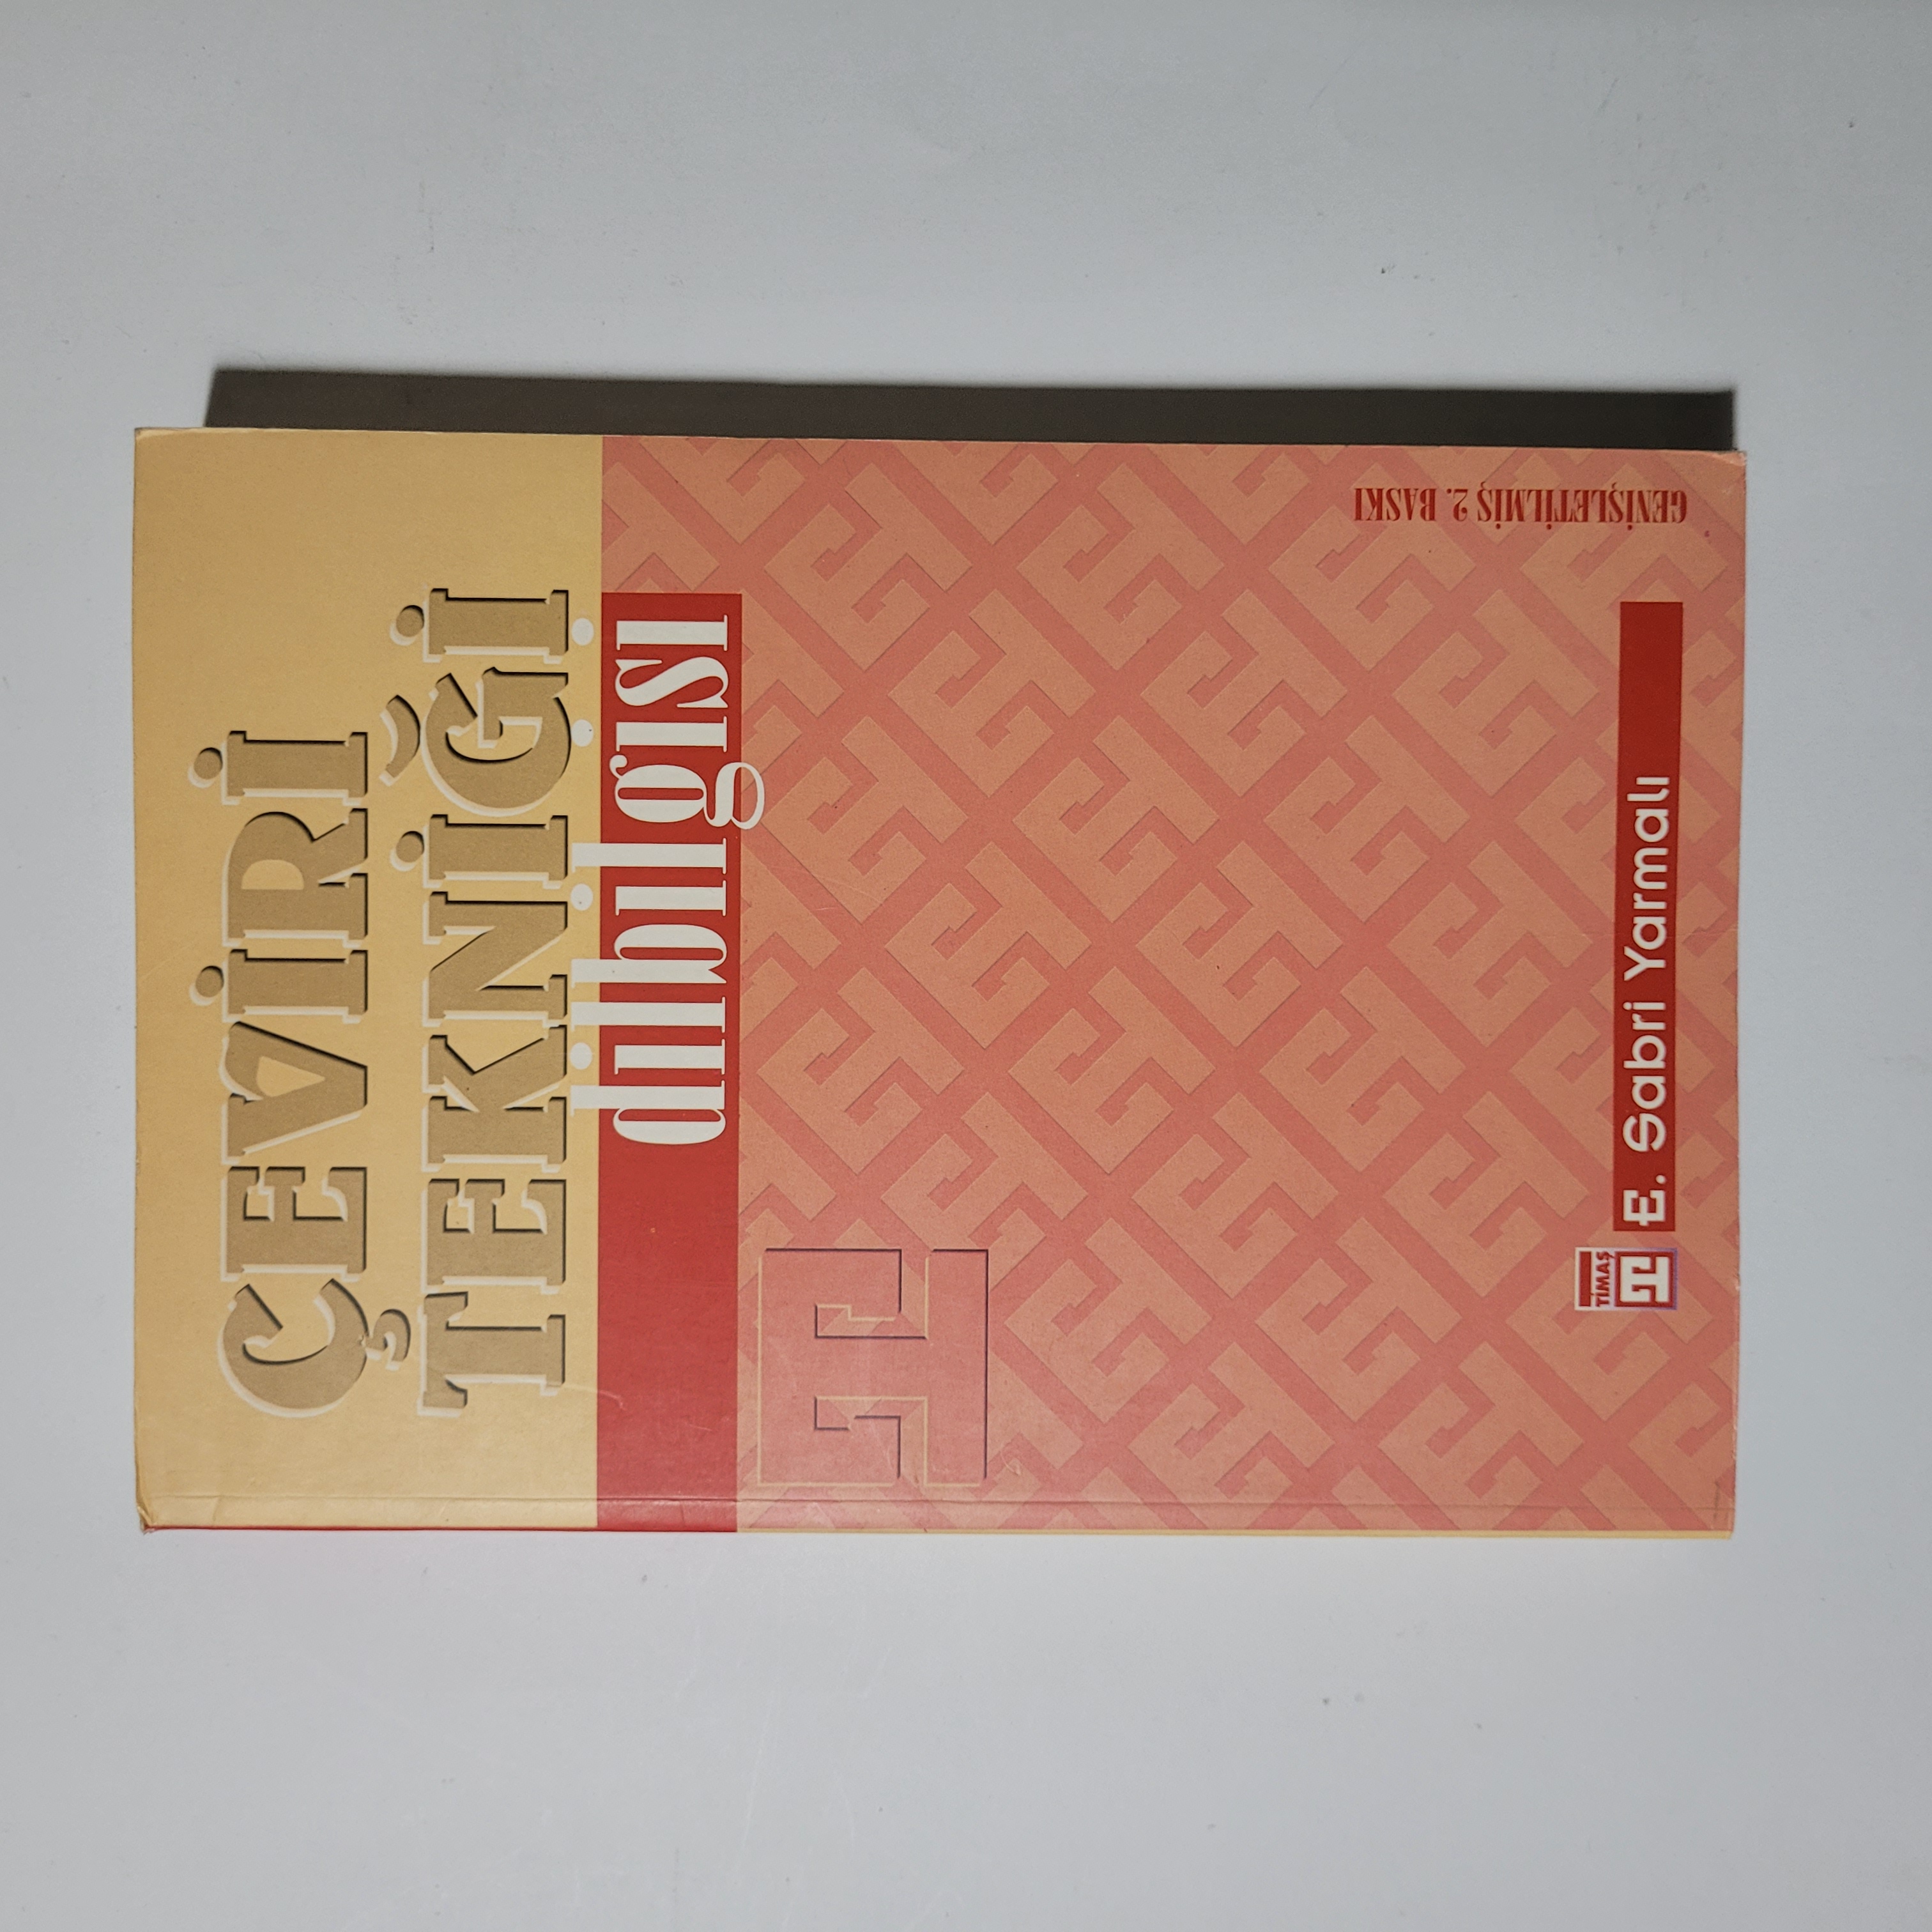 ÇEVİRİ
TEKNİĞİ
dilbilgisi
GENİŞLETİLMİŞ 2. BASKI
TİMAŞ
E. Sabri Yarmalı